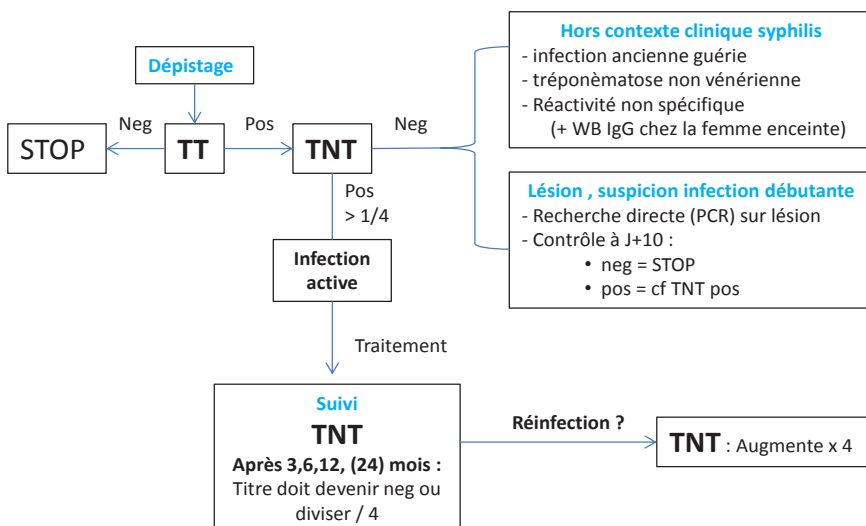 Dépistage
Neg
Pos
Neg
STOP
TT
TNT
Hors contexte clinique syphilis
- infection ancienne guérie
- tréponèmatose non vénérienne
- Réactivité non spécifique
(+ WB IgG chez la femme enceinte)
Pos
> 1/4
Lésion , suspicion infection débutante
- Recherche directe (PCR) sur lésion
- Contrôle à J+10 :
• neg = STOP
• pos = cf TNT pos
Infection
active
Traitement
Suivi
TNT
Après 3,6,12, (24) mois :
Titre doit devenir neg ou
diviser / 4
Réinfection ?
TNT : Augmente x 4